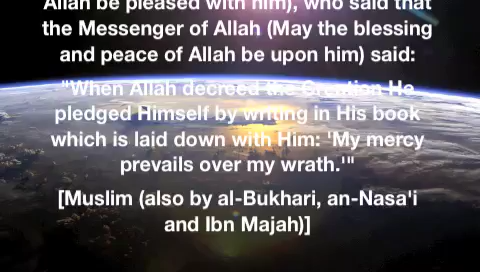 Allah be pleased with him), who said that
the Messenger of Allah (May the blessing
and peace of Allah be upon him) said:
"When Allah decreed the Creation He
pledged Himself by writing in His book
which is laid down with Him: 'My mercy
prevails over my wrath.'"
[Muslim (also by al-Bukhari, an-Nasa'i
and Ibn Majah)]